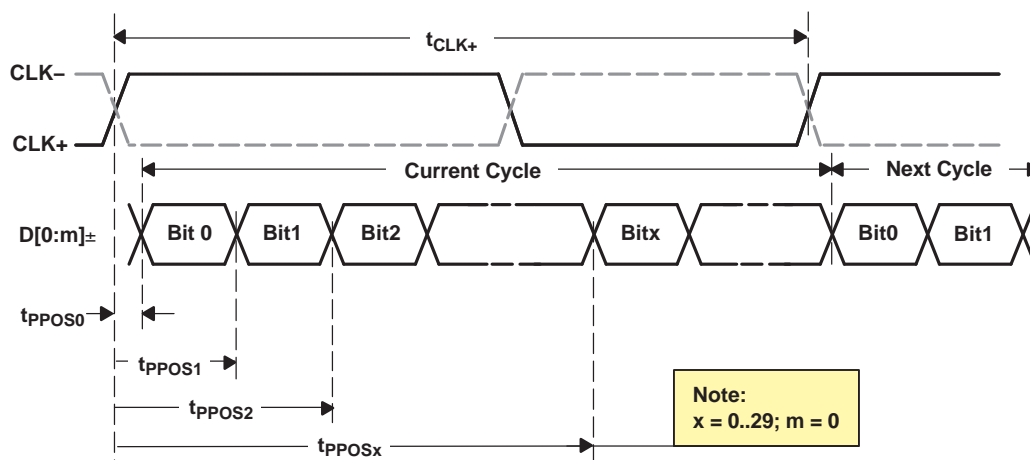 tCLK+
CLK–
CLK+
Current Cycle
Next Cycle
D[0:m]±
Bit 0
Bit1
Bit2
Bitx
Bit0
Bit1
tPPOS0
tPPOS1
tPPOS2
tPPOSx
Note:
x = 0..29; m = 0